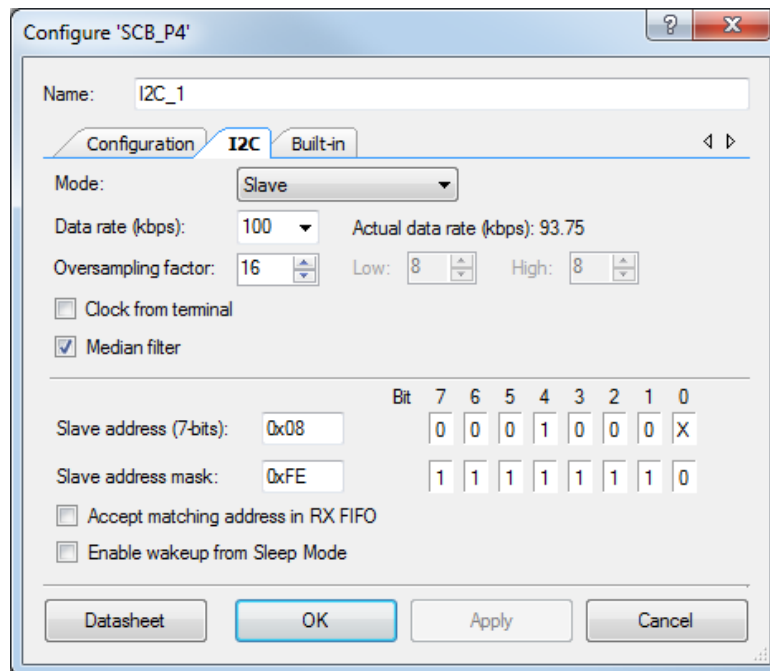 Configure 'SCB_P4'
Name: I2C_1
Configuration I2C Built-in
Mode: Slave
Data rate (kbps): 100 Actual data rate (kbps): 93.75
Oversampling factor: 16 Low: 8 High: 8
Clock from terminal
Median filter
Bit 7 6 5 4 3 2 1 0
Slave address (7-bits): 0x08 0 0 0 1 0 0 0 X
Slave address mask: 0xFE 1 1 1 1 1 1 1 0
Accept matching address in RX FIFO
Enable wakeup from Sleep Mode
Datasheet OK Apply Cancel